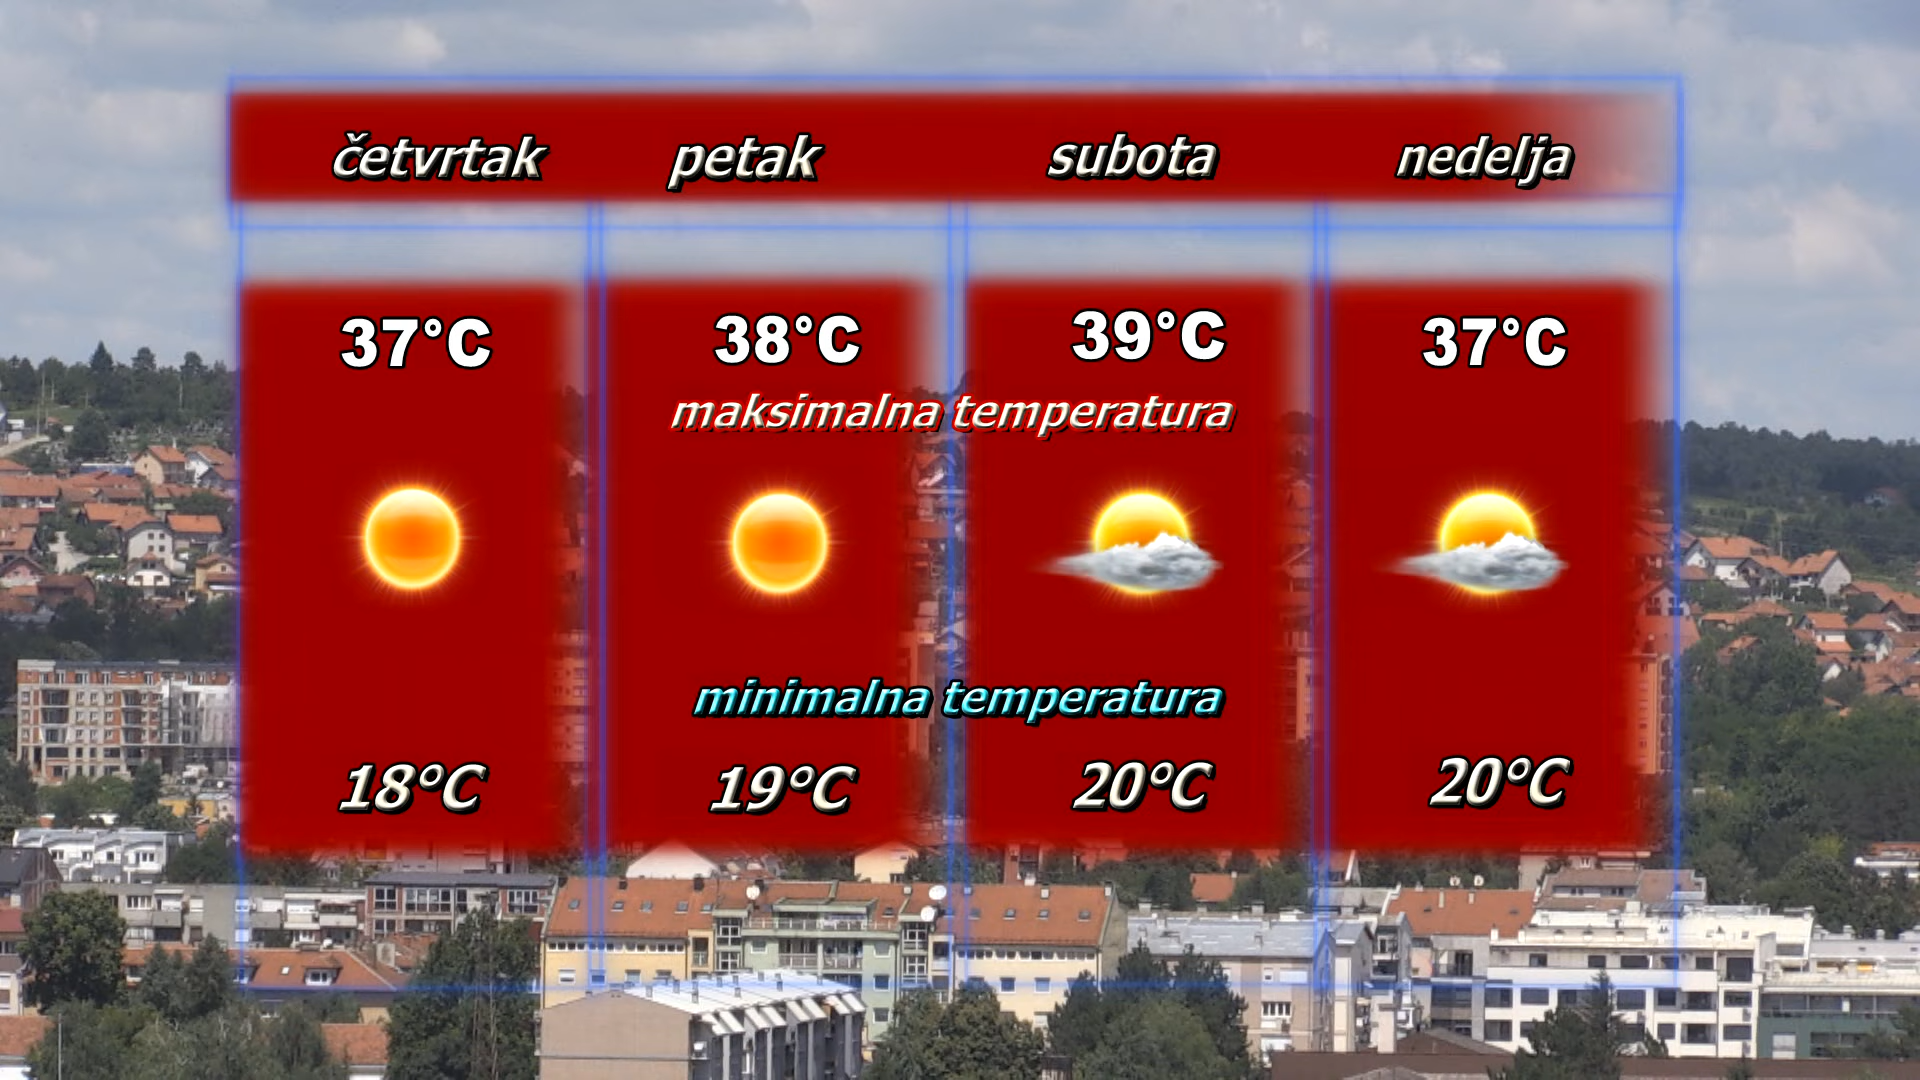 četvrtak petak subota nedelja
37°C 38°C 39°C 37°C
maksimalna temperatura
minimalna temperatura
18°C 19°C 20°C 20°C